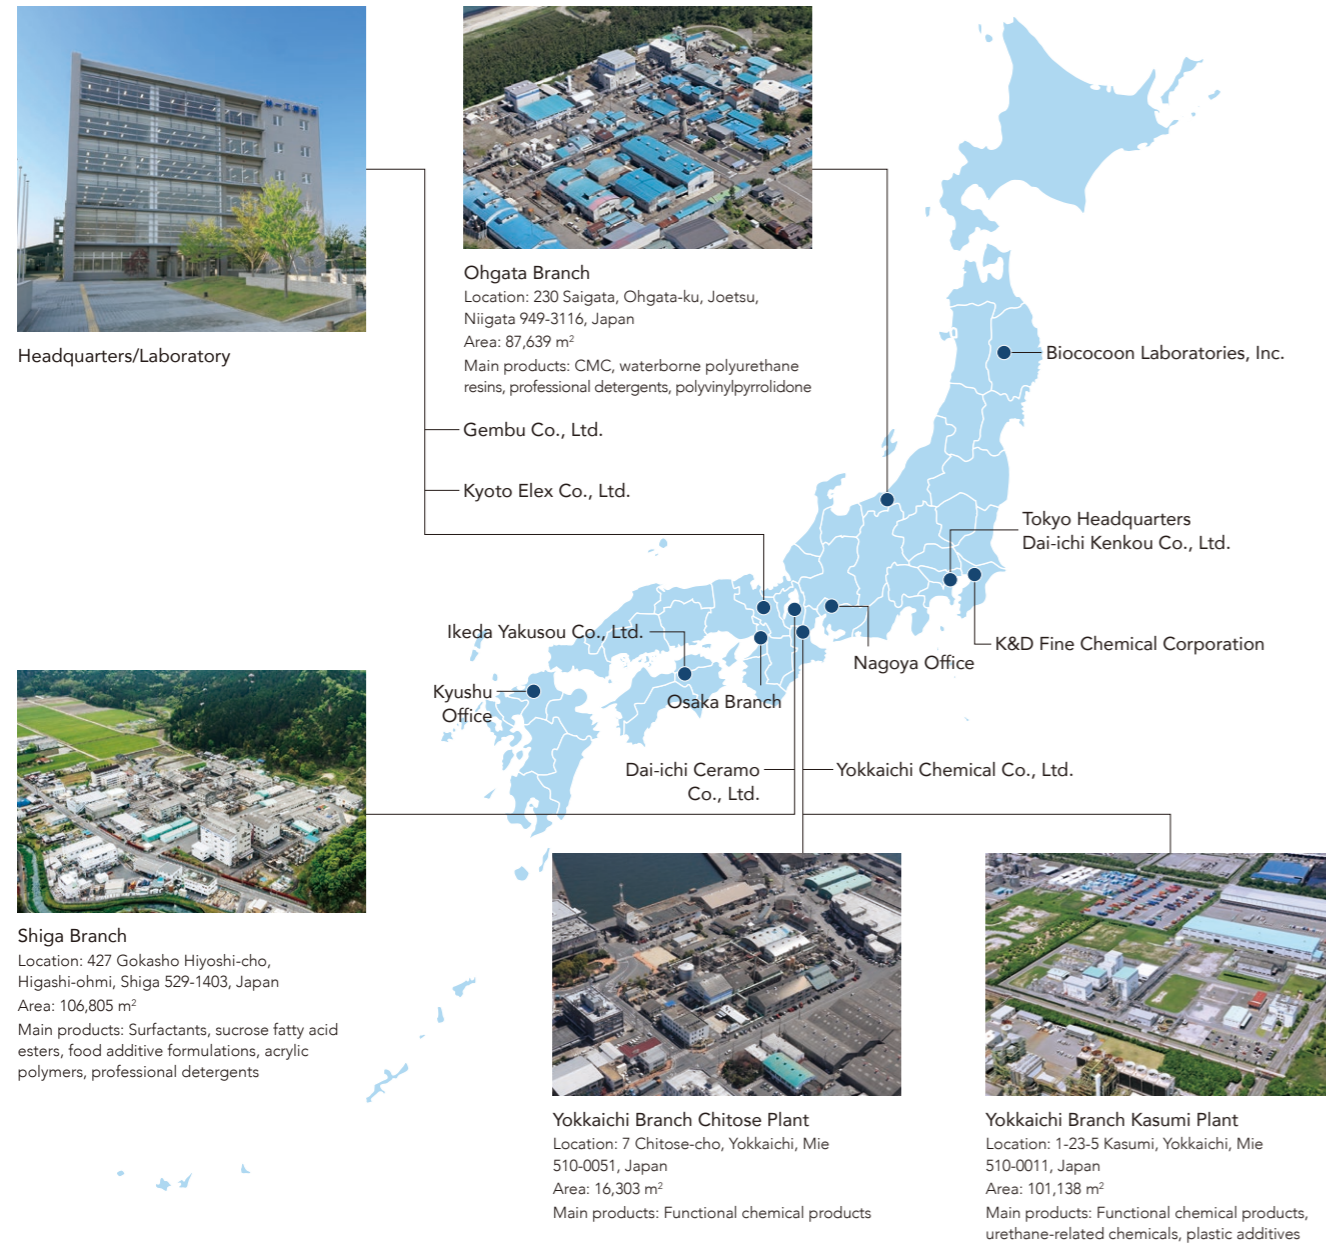 第一工業製薬
Headquarters/Laboratory
Ohgata Branch
Location: 230 Saigata, Ohgata-ku, Joetsu,
Niigata 949-3116, Japan
Area: 87,639 m²
Main products: CMC, waterborne polyurethane
resins, professional detergents, polyvinylpyrrolidone
Gembu Co., Ltd.
Kyoto Elex Co., Ltd.
Biococoon Laboratories, Inc.
Tokyo Headquarters
Dai-ichi Kenkou Co., Ltd.
K&D Fine Chemical Corporation
Nagoya Office
Ikeda Yakusou Co., Ltd.
Osaka Branch
Kyushu
Office
Dai-ichi Ceramo
Co., Ltd.
Yokkaichi Chemical Co., Ltd.
Shiga Branch
Location: 427 Gokasho Hiyoshi-cho,
Higashi-ohmi, Shiga 529-1403, Japan
Area: 106,805 m²
Main products: Surfactants, sucrose fatty acid
esters, food additive formulations, acrylic
polymers, professional detergents
Yokkaichi Branch Chitose Plant
Location: 7 Chitose-cho, Yokkaichi, Mie
510-0051, Japan
Area: 16,303 m²
Main products: Functional chemical products
Yokkaichi Branch Kasumi Plant
Location: 1-23-5 Kasumi, Yokkaichi, Mie
510-0011, Japan
Area: 101,138 m²
Main products: Functional chemical products,
urethane-related chemicals, plastic additives